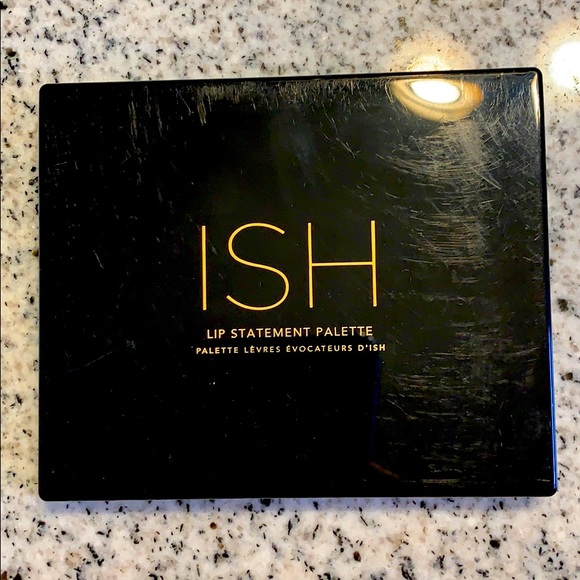 ISH
LIP STATEMENT PALETTE
PALETTE LÈVRES ÉVOCATEURS D'ISH